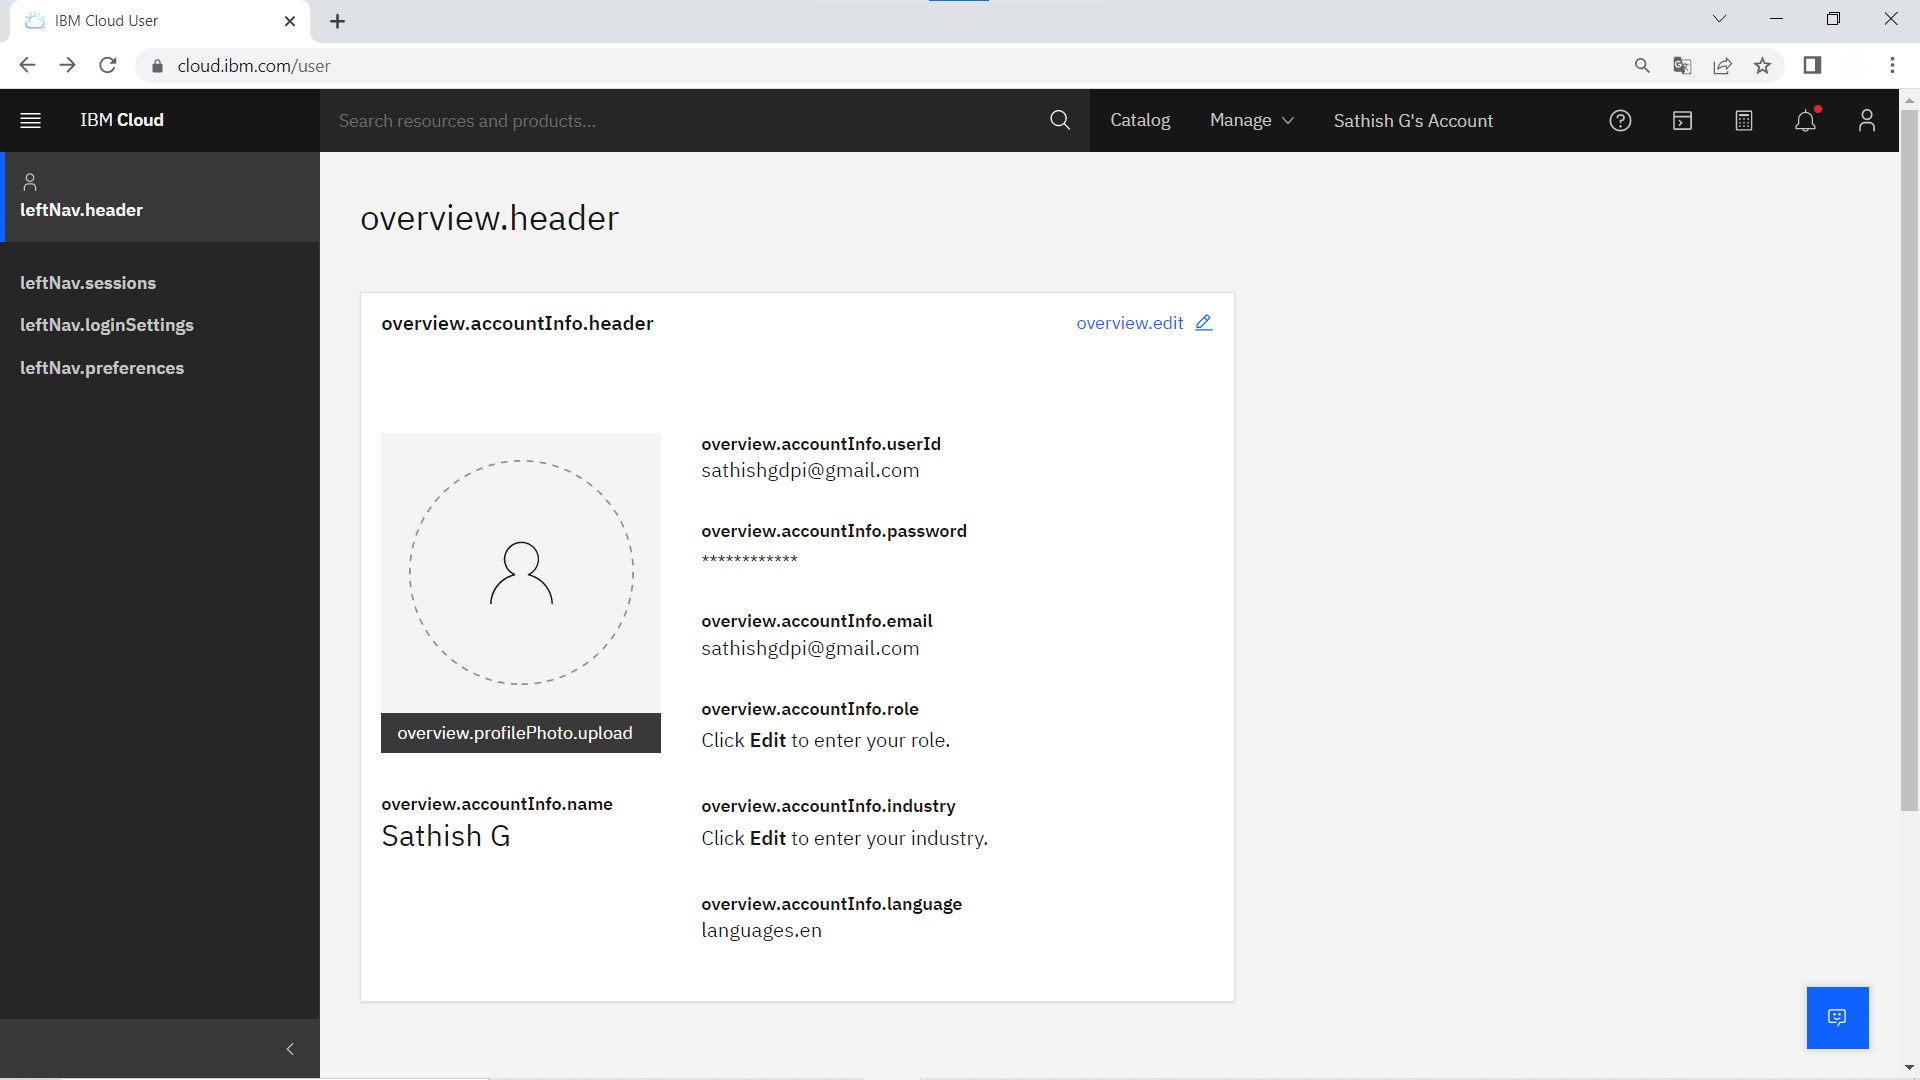 IBM Cloud User
cloud.ibm.com/user
IBM Cloud
Search resources and products...
Catalog
Manage
Sathish G's Account
leftNav.header
leftNav.sessions
leftNav.loginSettings
leftNav.preferences
overview.header
overview.accountInfo.header
overview.edit
overview.profilePhoto.upload
overview.accountInfo.name
Sathish G
overview.accountInfo.userId
sathishgdpi@gmail.com
overview.accountInfo.password
************
overview.accountInfo.email
sathishgdpi@gmail.com
overview.accountInfo.role
Click Edit to enter your role.
overview.accountInfo.industry
Click Edit to enter your industry.
overview.accountInfo.language
languages.en